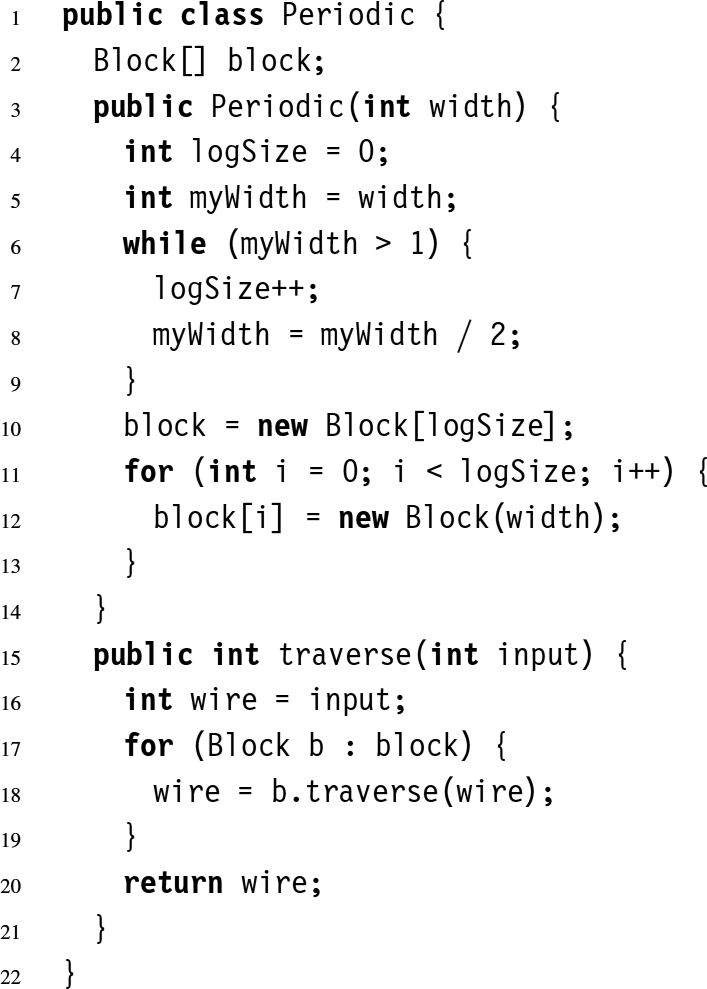 1 public class Periodic {
2 Block[] block;
3 public Periodic(int width) {
4 int logSize = 0;
5 int myWidth = width;
6 while (myWidth > 1) {
7 logSize++;
8 myWidth = myWidth / 2;
9 }
10 block = new Block[logSize];
11 for (int i = 0; i < logSize; i++) {
12 block[i] = new Block(width);
13 }
14 }
15 public int traverse(int input) {
16 int wire = input;
17 for (Block b : block) {
18 wire = b.traverse(wire);
19 }
20 return wire;
21 }
22 }